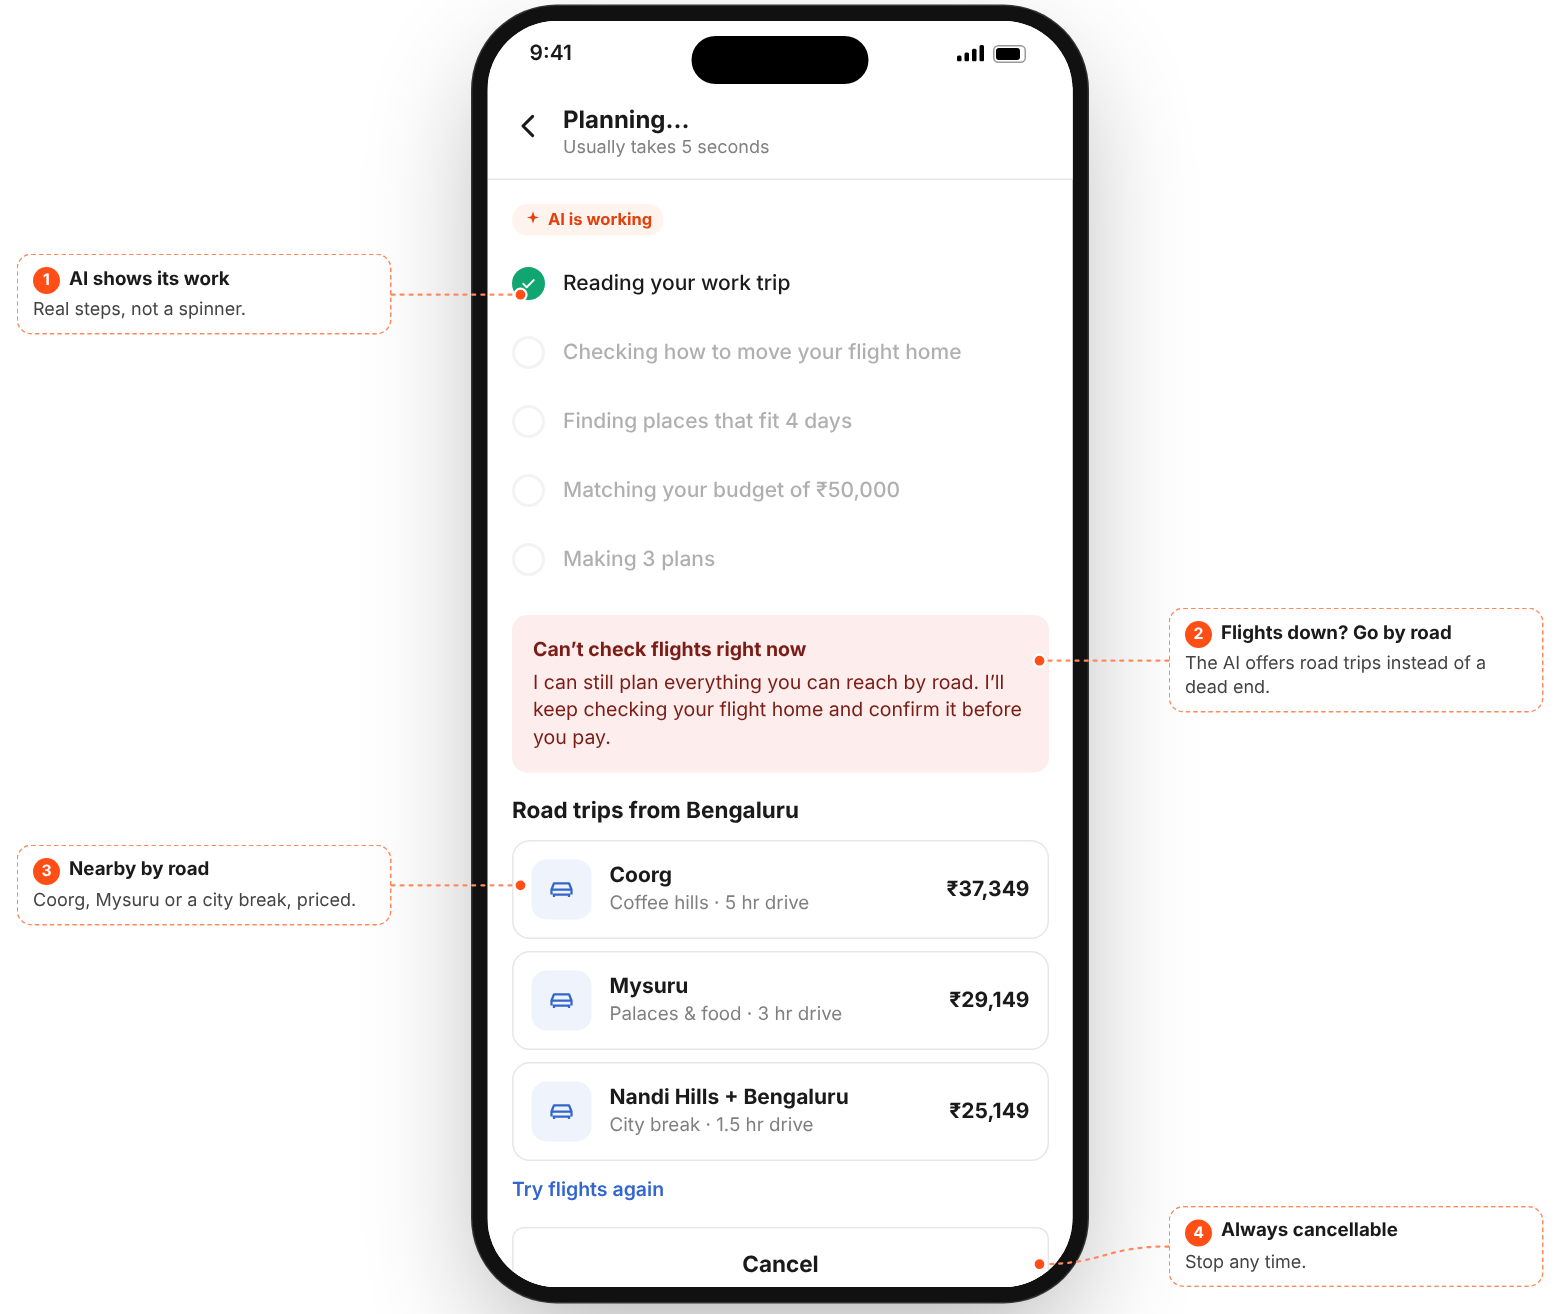 9:41
Planning...
Usually takes 5 seconds
AI is working
1 AI shows its work
Real steps, not a spinner.
Reading your work trip
Checking how to move your flight home
Finding places that fit 4 days
Matching your budget of ₹50,000
Making 3 plans
Can’t check flights right now
I can still plan everything you can reach by road. I’ll
keep checking your flight home and confirm it before
you pay.
2 Flights down? Go by road
The AI offers road trips instead of a
dead end.
Road trips from Bengaluru
3 Nearby by road
Coorg, Mysuru or a city break, priced.
Coorg
Coffee hills · 5 hr drive
₹37,349
Mysuru
Palaces & food · 3 hr drive
₹29,149
Nandi Hills + Bengaluru
City break · 1.5 hr drive
₹25,149
Try flights again
Cancel
4 Always cancellable
Stop any time.